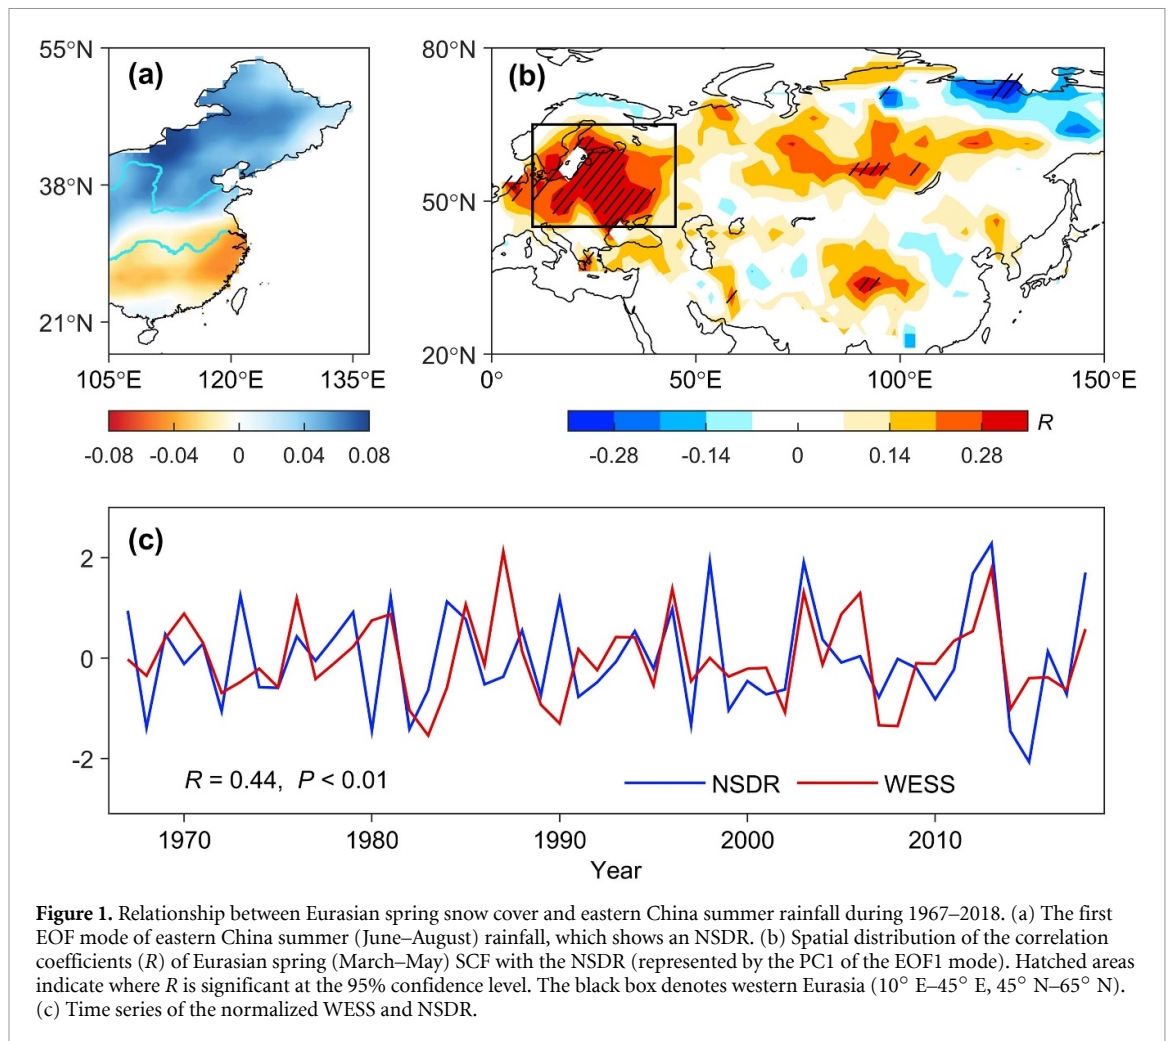 55°N
38°N
21°N
(a)
105°E 120°E 135°E
-0.08 -0.04 0 0.04 0.08
80°N
50°N
20°N
(b)
0° 50°E 100°E 150°E
R
-0.28 -0.14 0 0.14 0.28
(c)
2
0
-2
R = 0.44, P < 0.01
NSDR WESS
1970 1980 1990 2000 2010
Year
Figure 1. Relationship between Eurasian spring snow cover and eastern China summer rainfall during 1967–2018. (a) The first
EOF mode of eastern China summer (June–August) rainfall, which shows an NSDR. (b) Spatial distribution of the correlation
coefficients (R) of Eurasian spring (March–May) SCF with the NSDR (represented by the PC1 of the EOF1 mode). Hatched areas
indicate where R is significant at the 95% confidence level. The black box denotes western Eurasia (10° E–45° E, 45° N–65° N).
(c) Time series of the normalized WESS and NSDR.